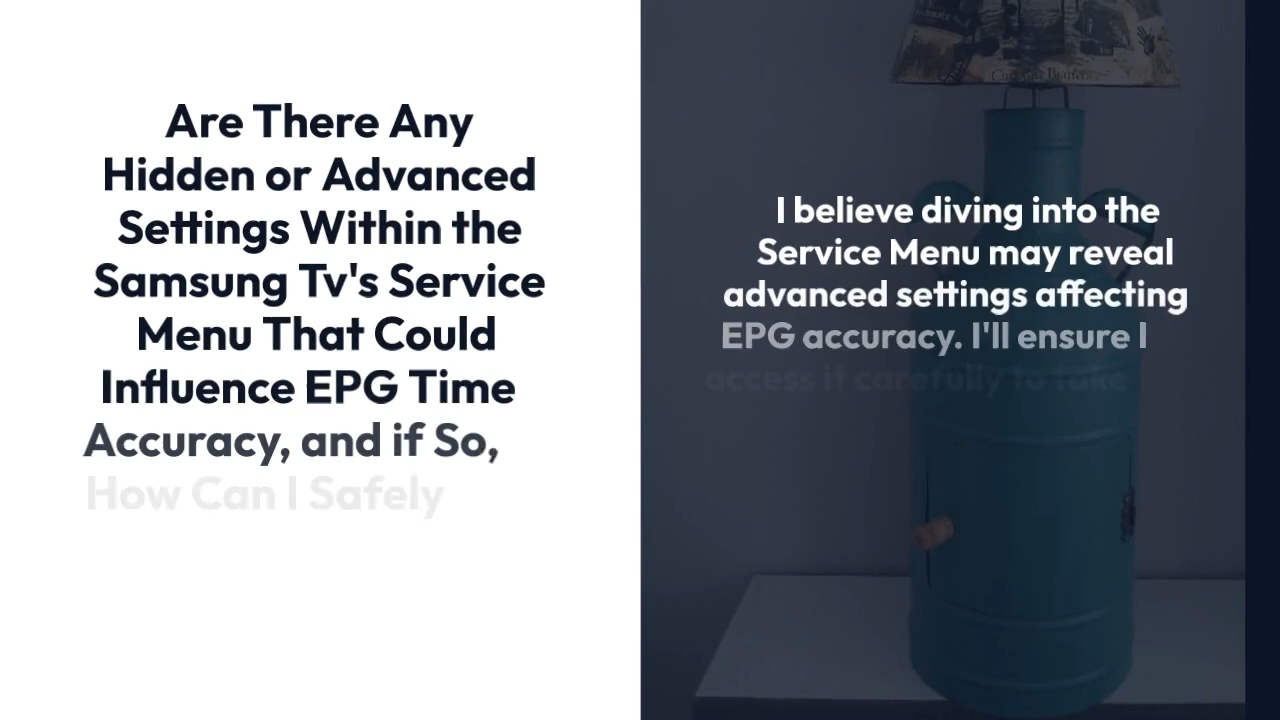 Are There Any
Hidden or Advanced
Settings Within the
Samsung Tv's Service
Menu That Could
Influence EPG Time
Accuracy, and if So,
How Can I Safely
I believe diving into the
Service Menu may reveal
advanced settings affecting
EPG accuracy. I'll ensure I
access it carefully to take